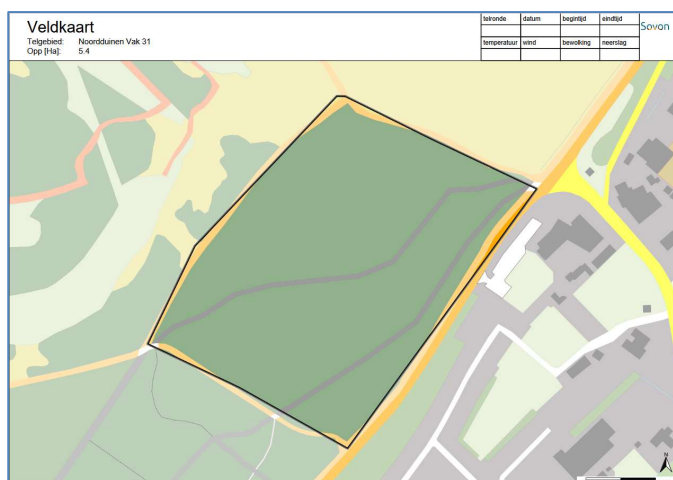 Veldkaart
Telgebied: Noordduinen Vak 31
Opp [Ha]: 5.4
telronde datum begintijd eindtijd
temperatuur wind bewolking neerslag
Sovon
N